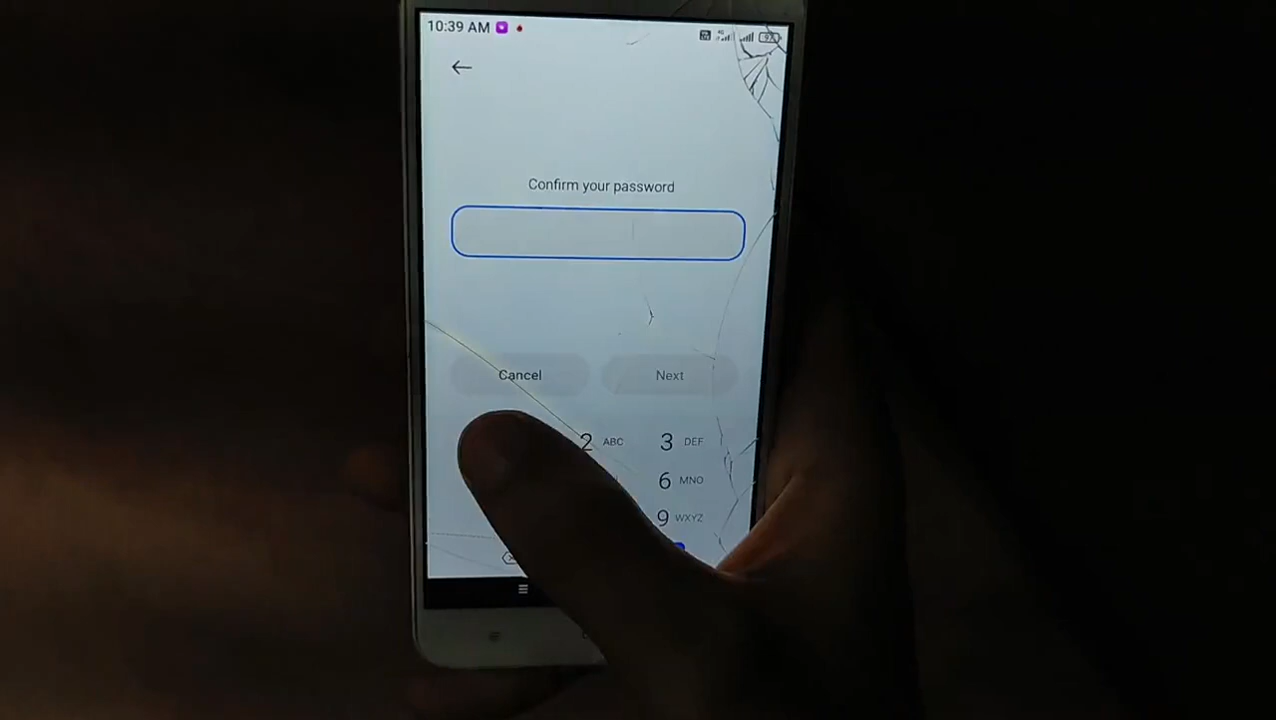 10:39 AM
Confirm your password
Cancel Next
2 ABC 3 DEF
6 MNO
9 WXYZ